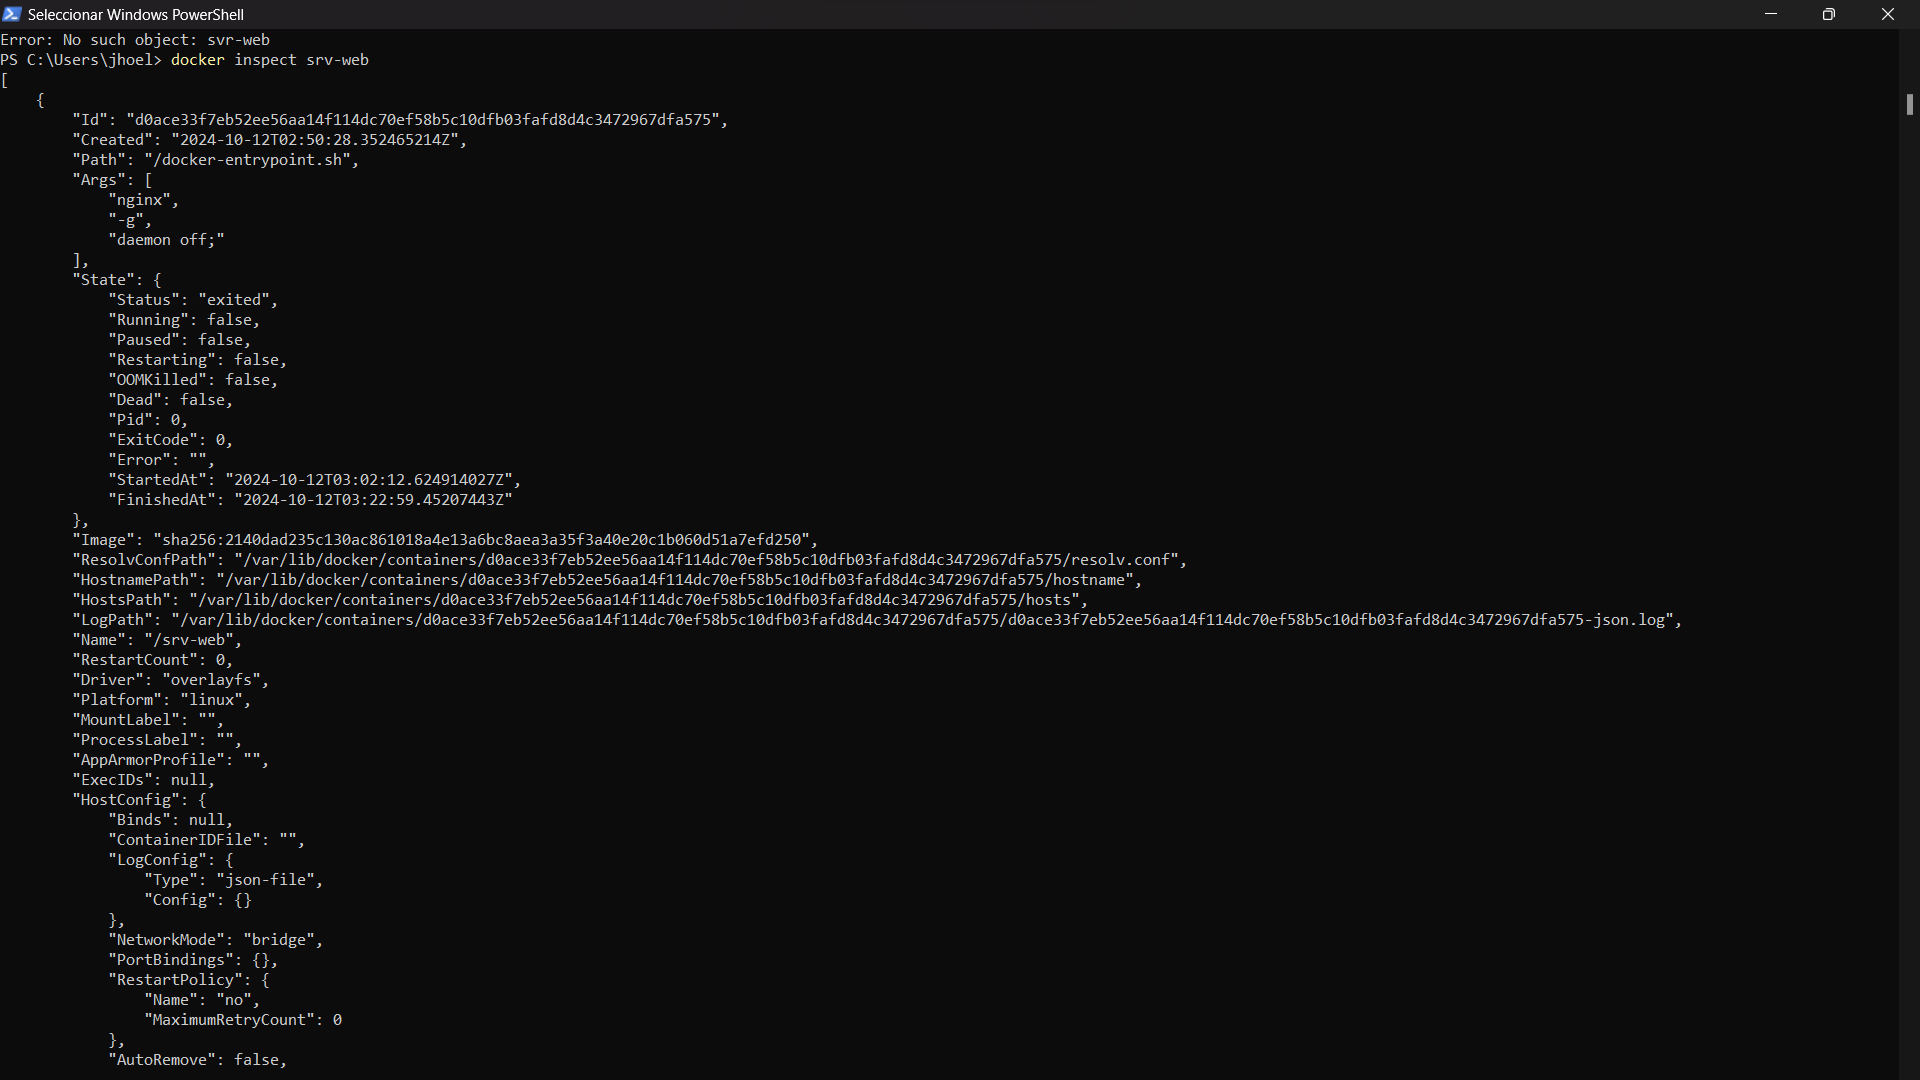 Seleccionar Windows PowerShell
Error: No such object: svr-web
PS C:\Users\jhoel> docker inspect srv-web
[
    {
        "Id": "d0ace33f7eb52ee56aa14f114dc70ef58b5c10dfb03fafd8d4c3472967dfa575",
        "Created": "2024-10-12T02:50:28.352465214Z",
        "Path": "/docker-entrypoint.sh",
        "Args": [
            "nginx",
            "-g",
            "daemon off;"
        ],
        "State": {
            "Status": "exited",
            "Running": false,
            "Paused": false,
            "Restarting": false,
            "OOMKilled": false,
            "Dead": false,
            "Pid": 0,
            "ExitCode": 0,
            "Error": "",
            "StartedAt": "2024-10-12T03:02:12.624914027Z",
            "FinishedAt": "2024-10-12T03:22:59.45207443Z"
        },
        "Image": "sha256:2140dad235c130ac861018a4e13a6bc8aea3a35f3a40e20c1b060d51a7efd250",
        "ResolvConfPath": "/var/lib/docker/containers/d0ace33f7eb52ee56aa14f114dc70ef58b5c10dfb03fafd8d4c3472967dfa575/resolv.conf",
        "HostnamePath": "/var/lib/docker/containers/d0ace33f7eb52ee56aa14f114dc70ef58b5c10dfb03fafd8d4c3472967dfa575/hostname",
        "HostsPath": "/var/lib/docker/containers/d0ace33f7eb52ee56aa14f114dc70ef58b5c10dfb03fafd8d4c3472967dfa575/hosts",
        "LogPath": "/var/lib/docker/containers/d0ace33f7eb52ee56aa14f114dc70ef58b5c10dfb03fafd8d4c3472967dfa575/d0ace33f7eb52ee56aa14f114dc70ef58b5c10dfb03fafd8d4c3472967dfa575-json.log",
        "Name": "/srv-web",
        "RestartCount": 0,
        "Driver": "overlayfs",
        "Platform": "linux",
        "MountLabel": "",
        "ProcessLabel": "",
        "AppArmorProfile": "",
        "ExecIDs": null,
        "HostConfig": {
            "Binds": null,
            "ContainerIDFile": "",
            "LogConfig": {
                "Type": "json-file",
                "Config": {}
            },
            "NetworkMode": "bridge",
            "PortBindings": {},
            "RestartPolicy": {
                "Name": "no",
                "MaximumRetryCount": 0
            },
            "AutoRemove": false,